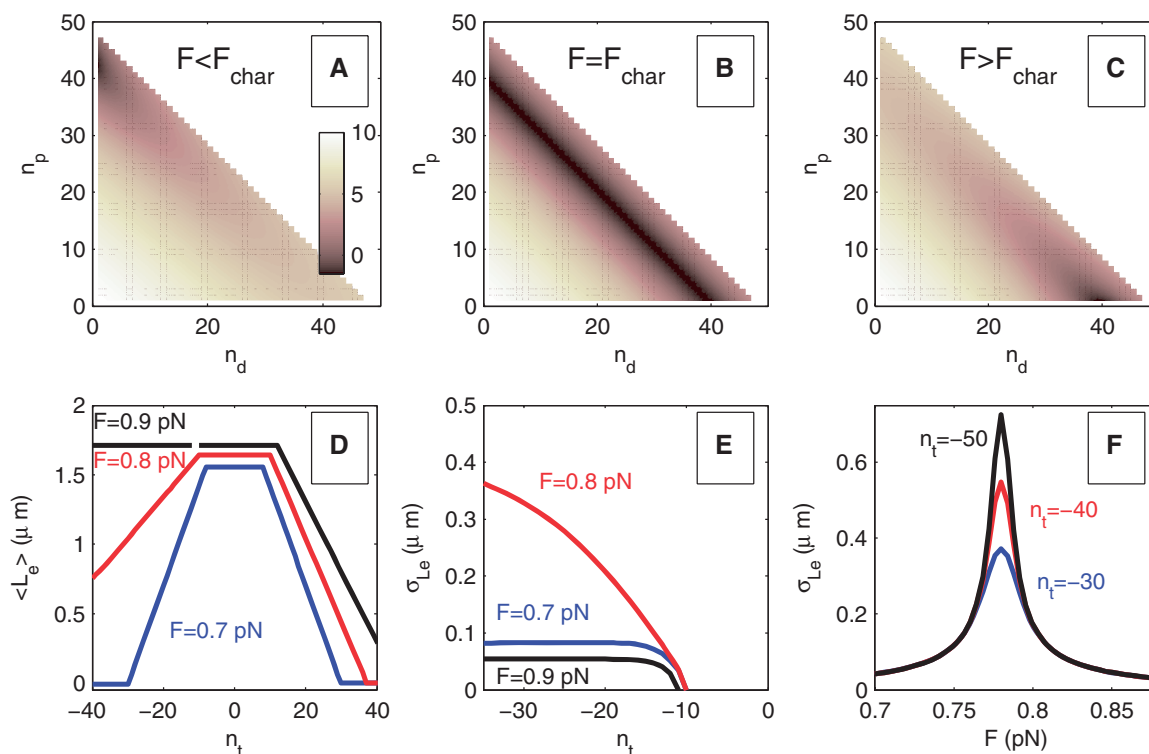 50
40
30
20
10
0
n_p
F<F_char
A
10
5
0
0
20
40
n_d
50
40
30
20
10
0
n_p
F=F_char
B
0
20
40
n_d
50
40
30
20
10
0
n_p
F>F_char
C
0
20
40
n_d
2
1.5
1
0.5
0
<L_e> (μ m)
F=0.9 pN
D
F=0.8 pN
F=0.7 pN
−40
−20
0
20
40
n_t
0.5
0.4
0.3
0.2
0.1
0
σ_Le (μ m)
E
F=0.8 pN
F=0.7 pN
F=0.9 pN
−30
−20
−10
0
n_t
0.6
0.4
0.2
0
σ_Le (μ m)
F
n_t=−50
n_t=−40
n_t=−30
0.7
0.75
0.8
0.85
F (pN)